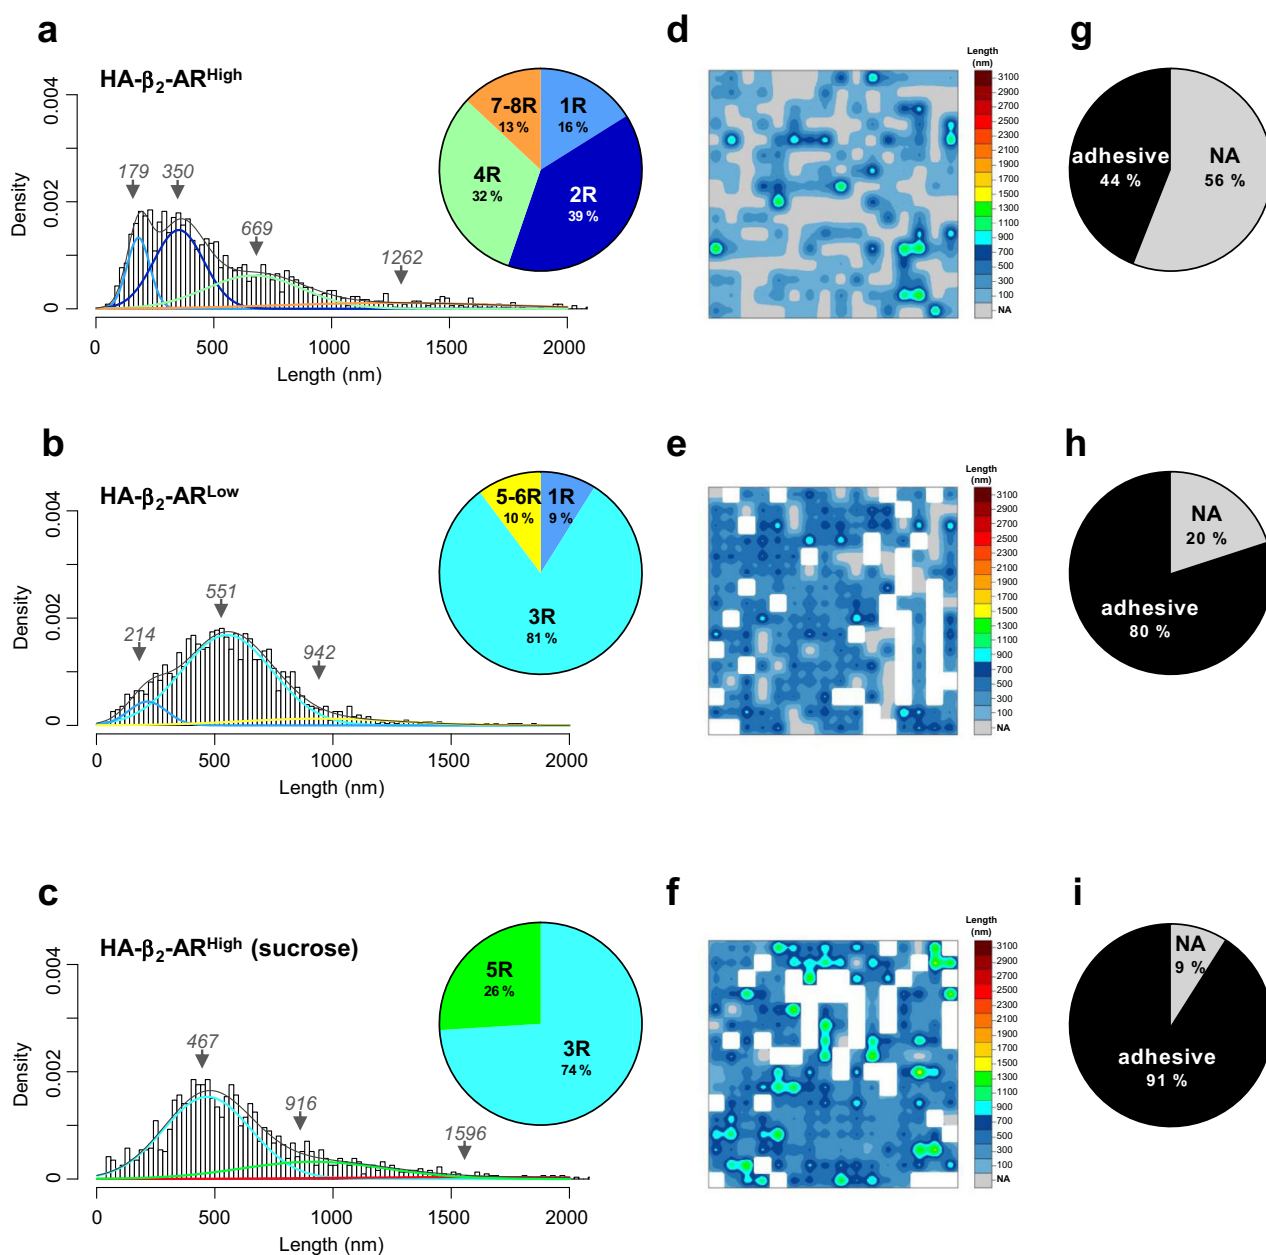 a
HA-β2-ARHigh
Density
0.004
0.002
0
179
350
669
1262
7-8R
13 %
1R
16 %
4R
32 %
2R
39 %
0 500 1000 1500 2000
Length (nm)
d
Length
(nm)
3100
2900
2700
2500
2300
2100
1900
1700
1500
1300
1100
900
700
500
300
100
NA
g
adhesive
44 %
NA
56 %
b
HA-β2-ARLow
Density
0.004
0.002
0
214
551
942
5-6R
10 %
1R
9 %
3R
81 %
0 500 1000 1500 2000
Length (nm)
e
Length
(nm)
3100
2900
2700
2500
2300
2100
1900
1700
1500
1300
1100
900
700
500
300
100
NA
h
NA
20 %
adhesive
80 %
c
HA-β2-ARHigh (sucrose)
Density
0.004
0.002
0
467
916
1596
5R
26 %
3R
74 %
0 500 1000 1500 2000
Length (nm)
f
Length
(nm)
3100
2900
2700
2500
2300
2100
1900
1700
1500
1300
1100
900
700
500
300
100
NA
i
NA
9 %
adhesive
91 %